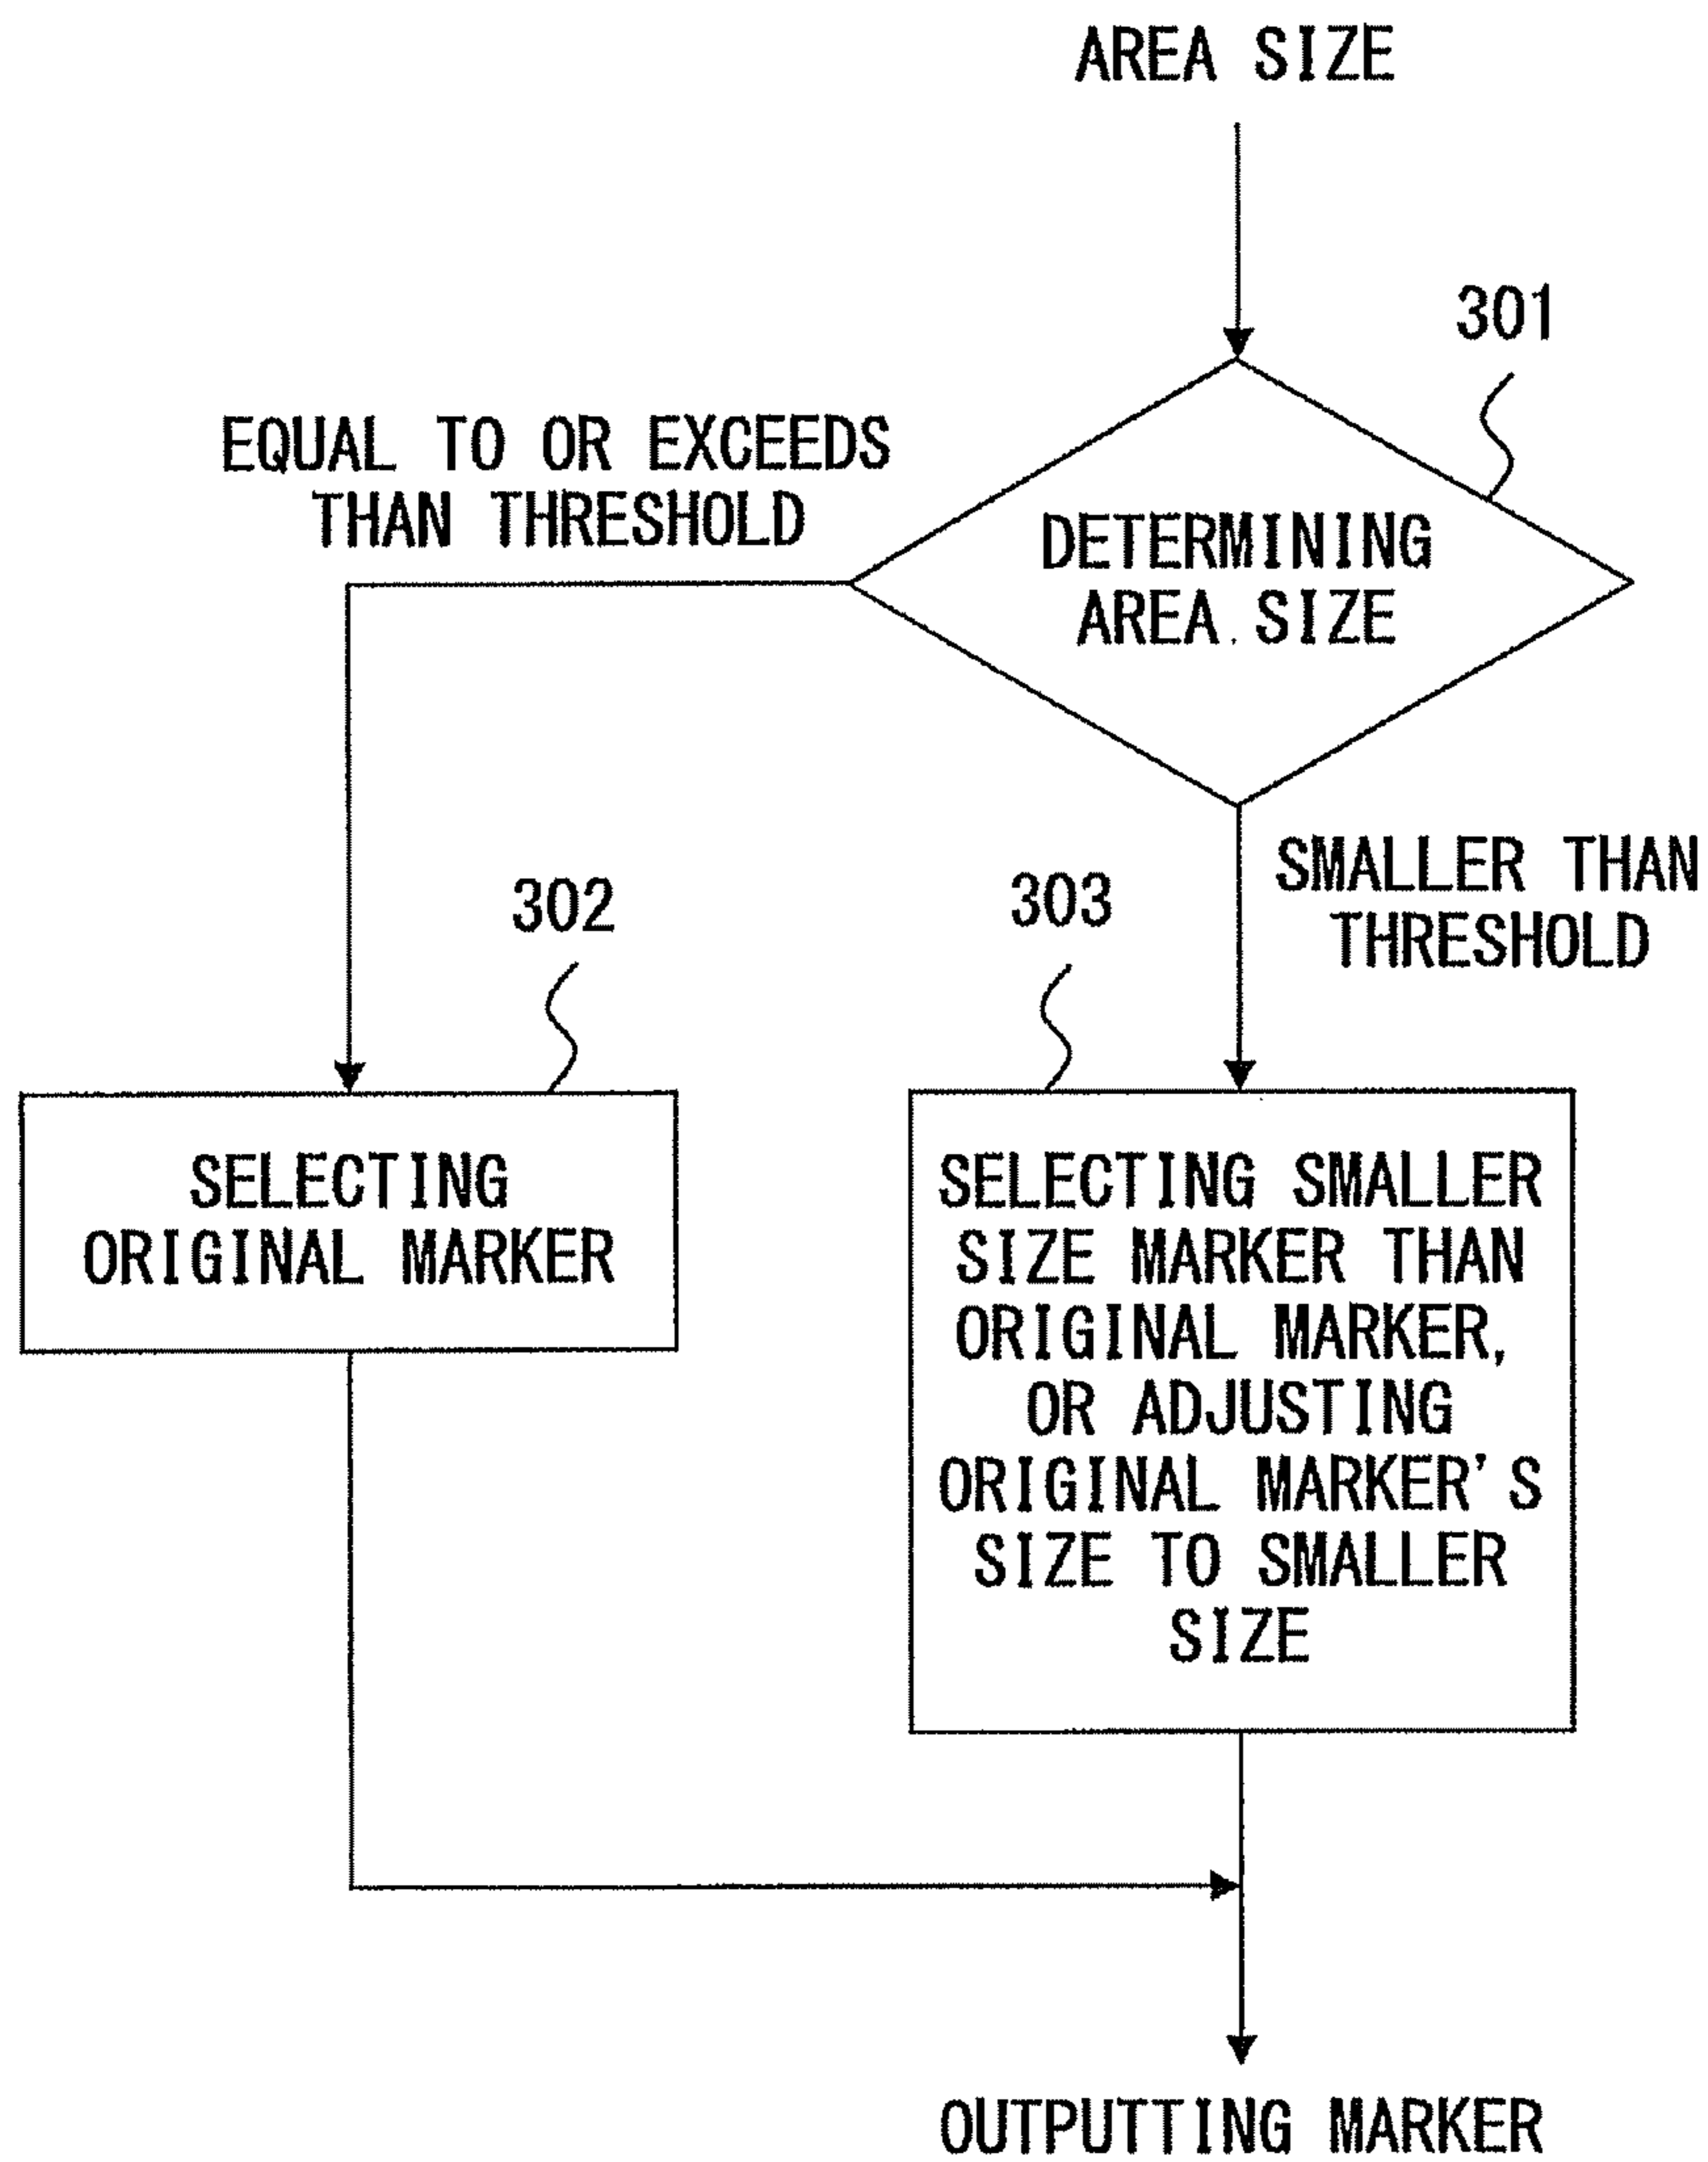 AREA SIZE
301
EQUAL TO OR EXCEEDS
THAN THRESHOLD
DETERMINING
AREA SIZE
SMALLER THAN
THRESHOLD
302
303
SELECTING
ORIGINAL MARKER
SELECTING SMALLER
SIZE MARKER THAN
ORIGINAL MARKER,
OR ADJUSTING
ORIGINAL MARKER'S
SIZE TO SMALLER
SIZE
OUTPUTTING MARKER